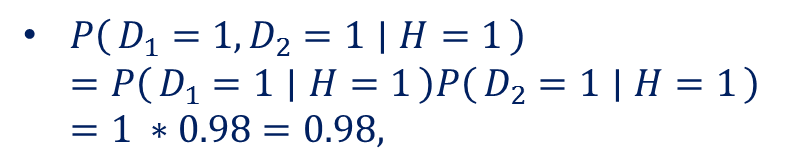 • P( D₁ = 1, D₂ = 1 | H = 1 )
= P( D₁ = 1 | H = 1 )P( D₂ = 1 | H = 1 )
= 1 * 0.98 = 0.98,